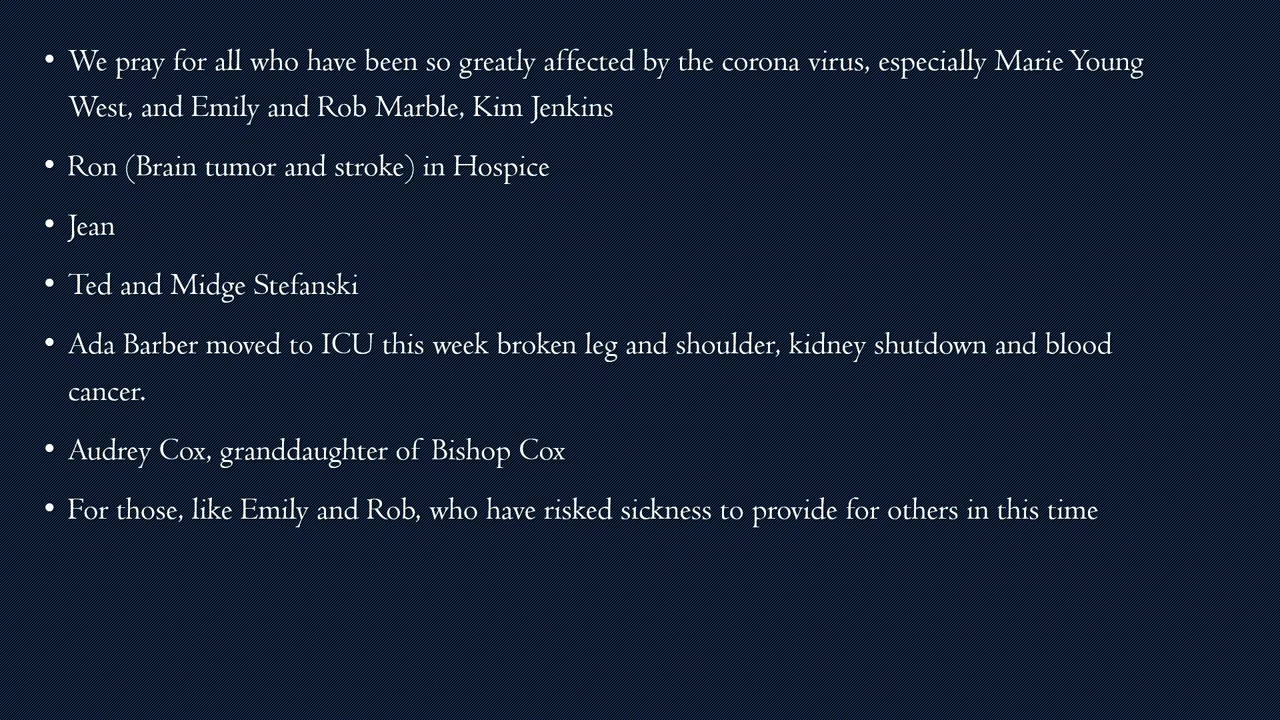 • We pray for all who have been so greatly affected by the corona virus, especially Marie Young
West, and Emily and Rob Marble, Kim Jenkins
• Ron (Brain tumor and stroke) in Hospice
• Jean
• Ted and Midge Stefanski
• Ada Barber moved to ICU this week broken leg and shoulder, kidney shutdown and blood
cancer.
• Audrey Cox, granddaughter of Bishop Cox
• For those, like Emily and Rob, who have risked sickness to provide for others in this time